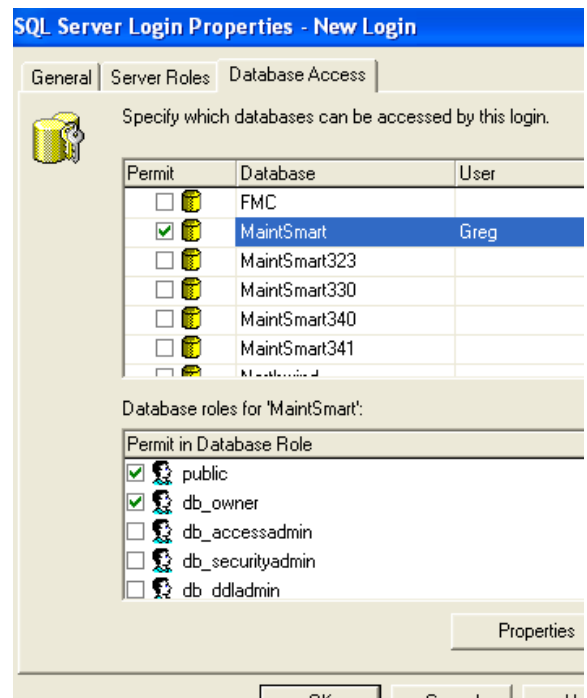 SQL Server Login Properties - New Login
General Server Roles Database Access
Specify which databases can be accessed by this login.
Permit Database User
FMC
MaintSmart Greg
MaintSmart323
MaintSmart330
MaintSmart340
MaintSmart341
Database roles for 'MaintSmart':
Permit in Database Role
public
db_owner
db_accessadmin
db_securityadmin
db_ddladmin
Properties